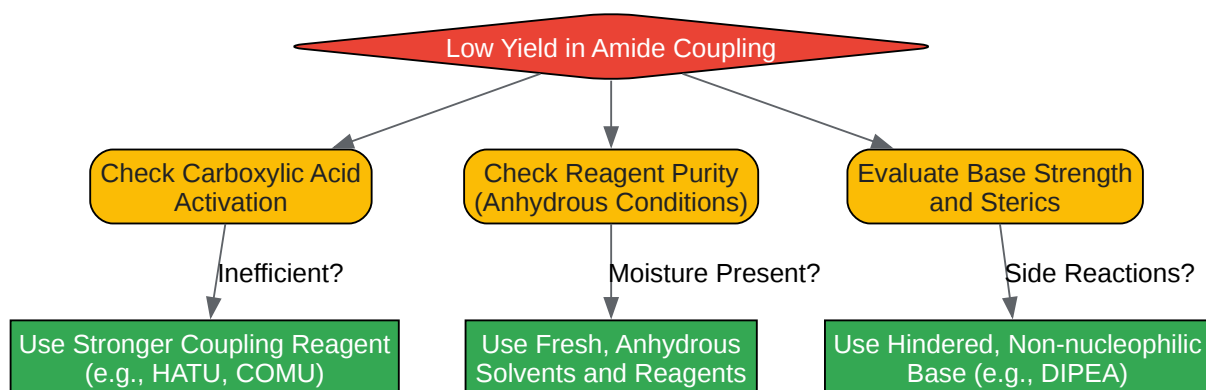 Low Yield in Amide Coupling
Check Carboxylic Acid
Activation
Check Reagent Purity
(Anhydrous Conditions)
Evaluate Base Strength
and Sterics
Inefficient?
Moisture Present?
Side Reactions?
Use Stronger Coupling Reagent
(e.g., HATU, COMU)
Use Fresh, Anhydrous
Solvents and Reagents
Use Hindered, Non-nucleophilic
Base (e.g., DIPEA)